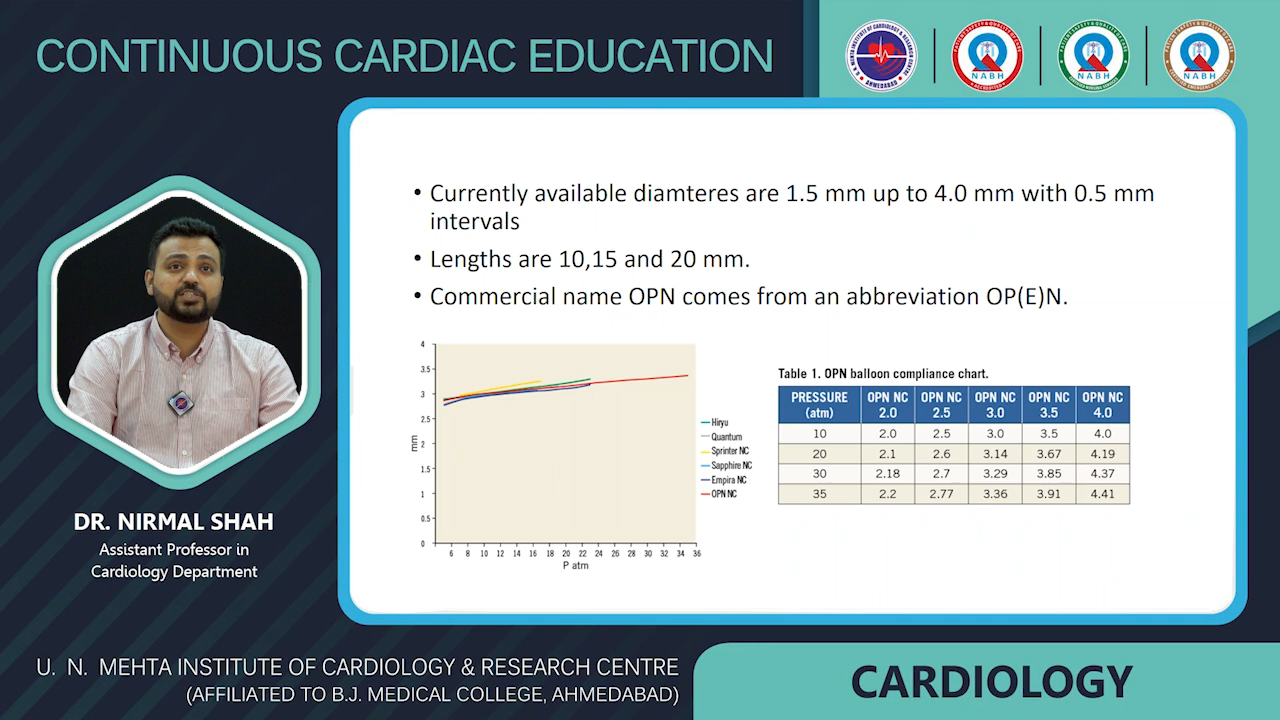 CONTINUOUS CARDIAC EDUCATION
NABH
NABH
NABH
• Currently available diamteres are 1.5 mm up to 4.0 mm with 0.5 mm
intervals
• Lengths are 10,15 and 20 mm.
• Commercial name OPN comes from an abbreviation OP(E)N.
4
3.5
3
2.5
2
1.5
1
0.5
0
mm
6 8 10 12 14 16 18 20 22 24 26 28 30 32 34 36
P atm
Hiryu
Quantum
Sprinter NC
Sapphire NC
Empira NC
OPN NC
Table 1. OPN balloon compliance chart.
PRESSURE (atm) OPN NC 2.0 OPN NC 2.5 OPN NC 3.0 OPN NC 3.5 OPN NC 4.0
10 2.0 2.5 3.0 3.5 4.0
20 2.1 2.6 3.14 3.67 4.19
30 2.18 2.7 3.29 3.85 4.37
35 2.2 2.77 3.36 3.91 4.41
DR. NIRMAL SHAH
Assistant Professor in
Cardiology Department
U. N. MEHTA INSTITUTE OF CARDIOLOGY & RESEARCH CENTRE
(AFFILIATED TO B.J. MEDICAL COLLEGE, AHMEDABAD)
CARDIOLOGY